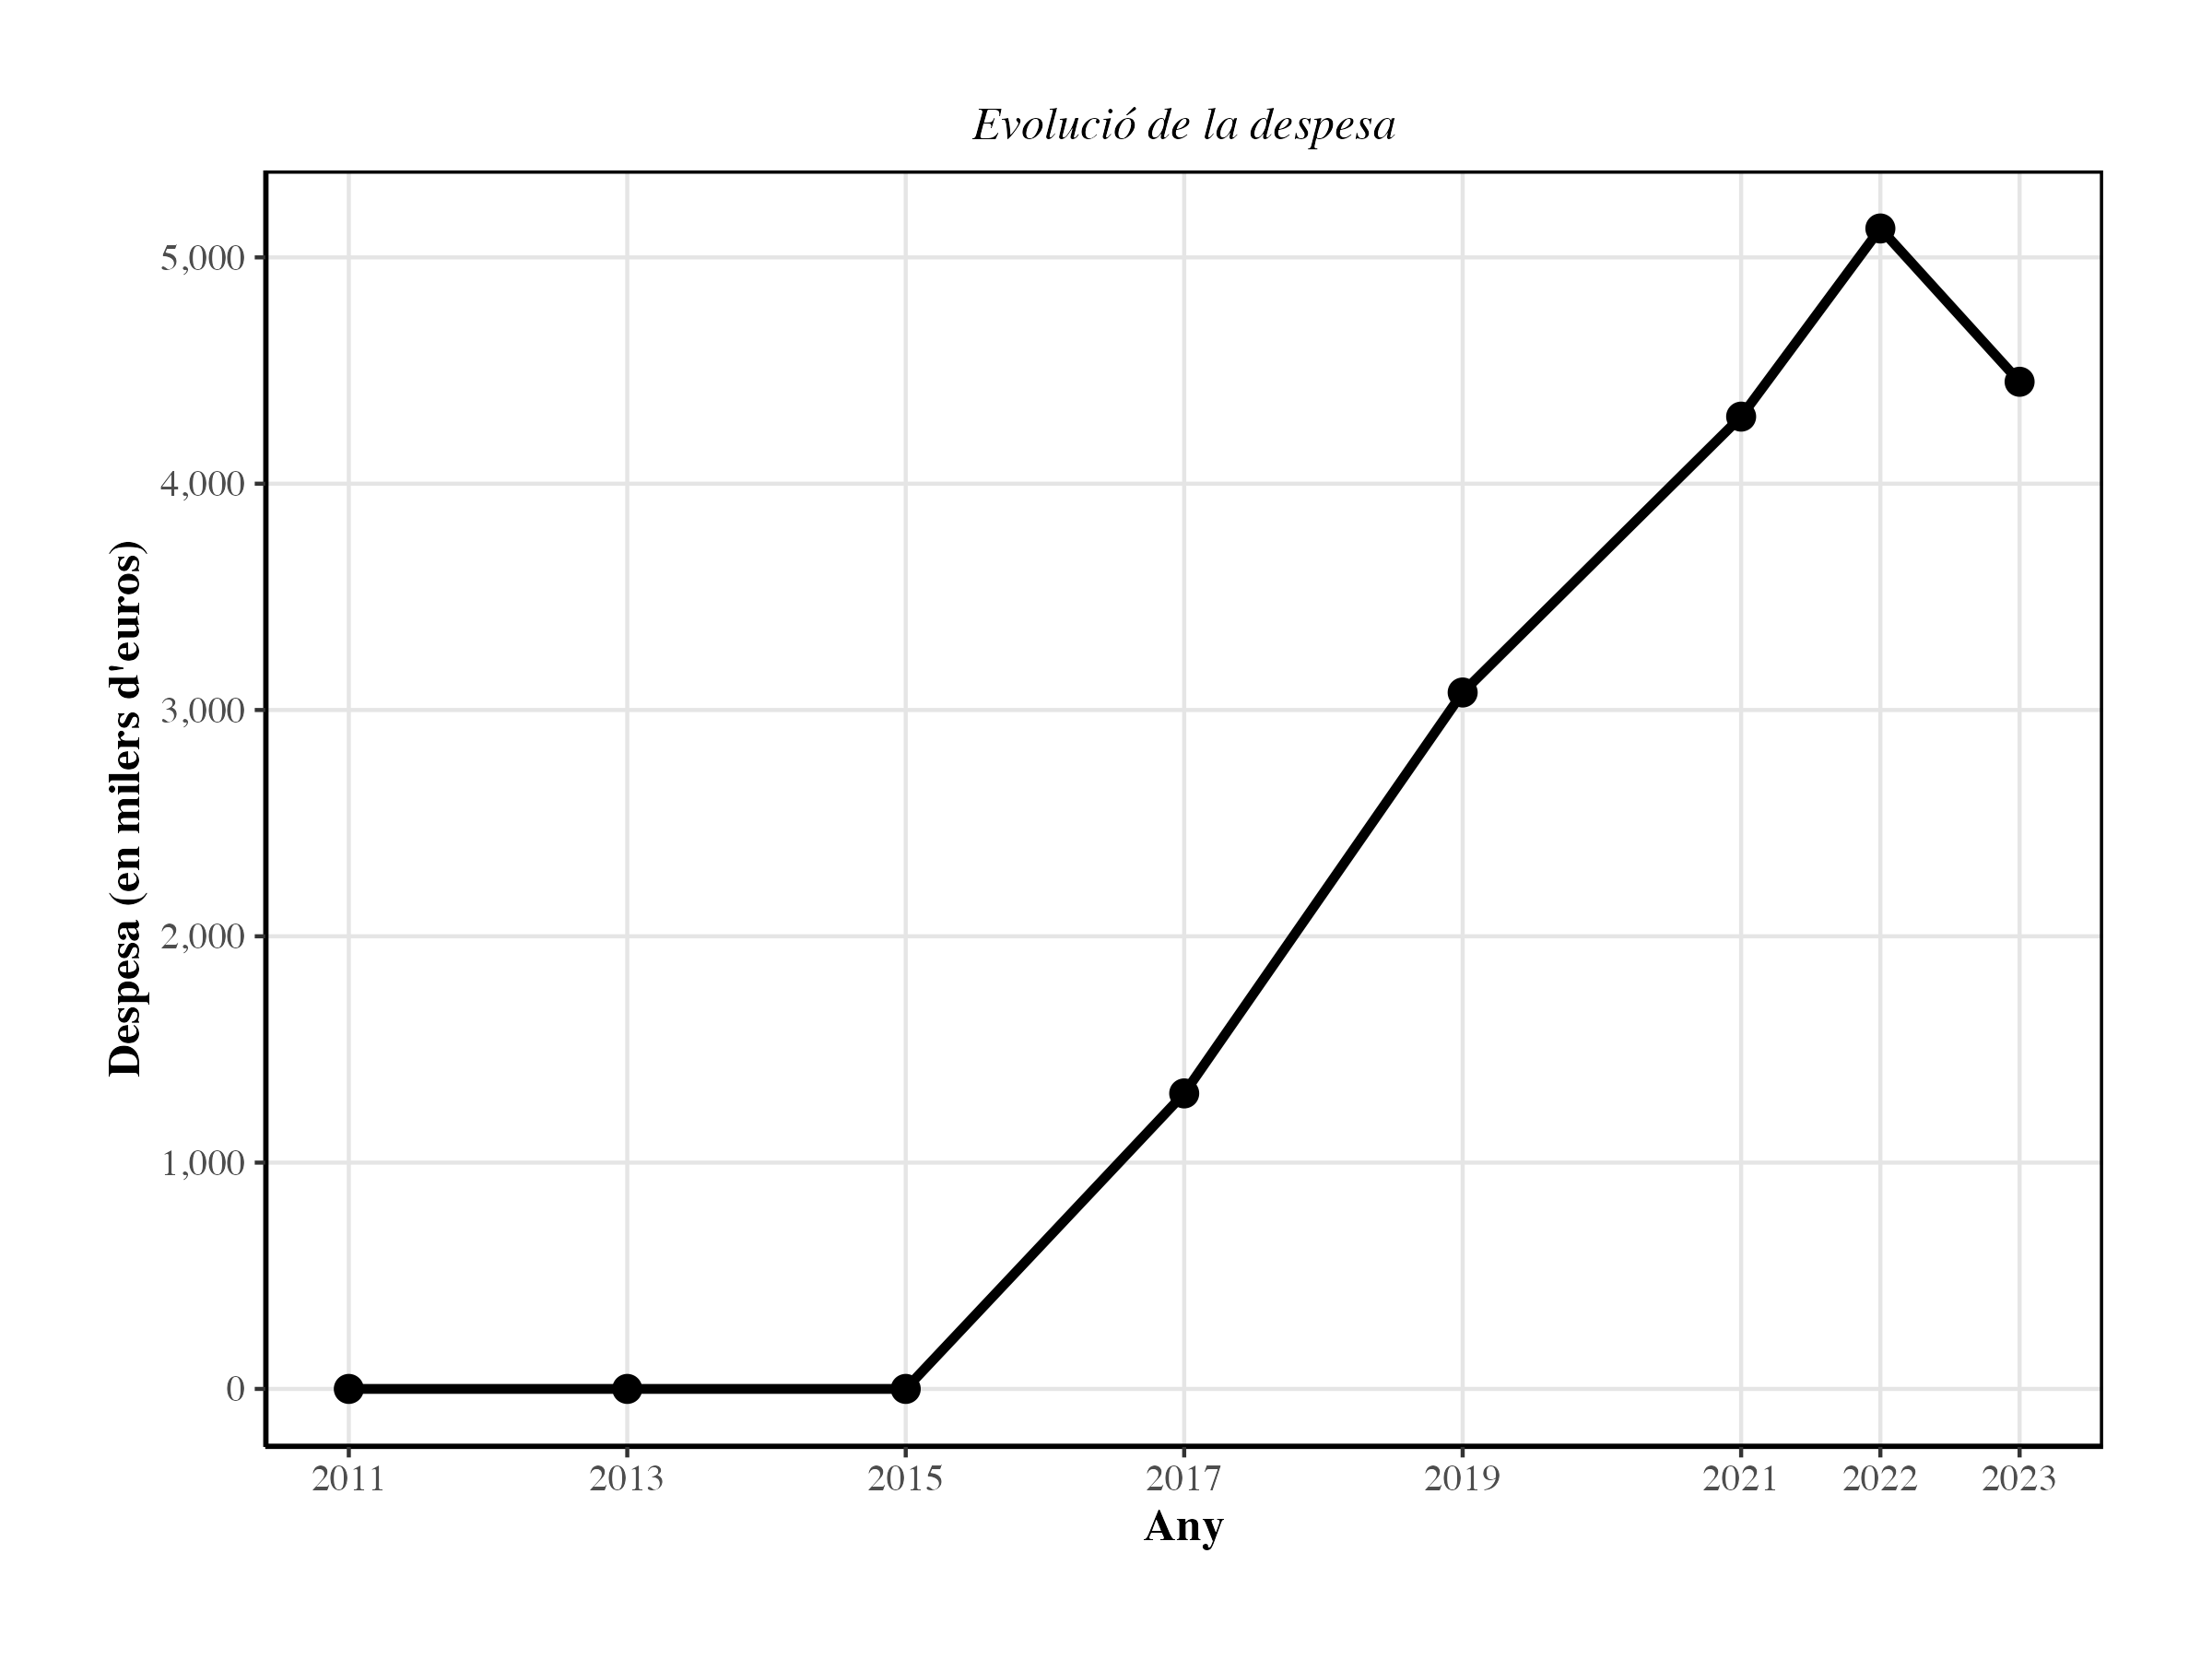 Evolució de la despesa
Despesa (en milers d'euros)
5,000
4,000
3,000
2,000
1,000
0
2011 2013 2015 2017 2019 2021 2022 2023
Any